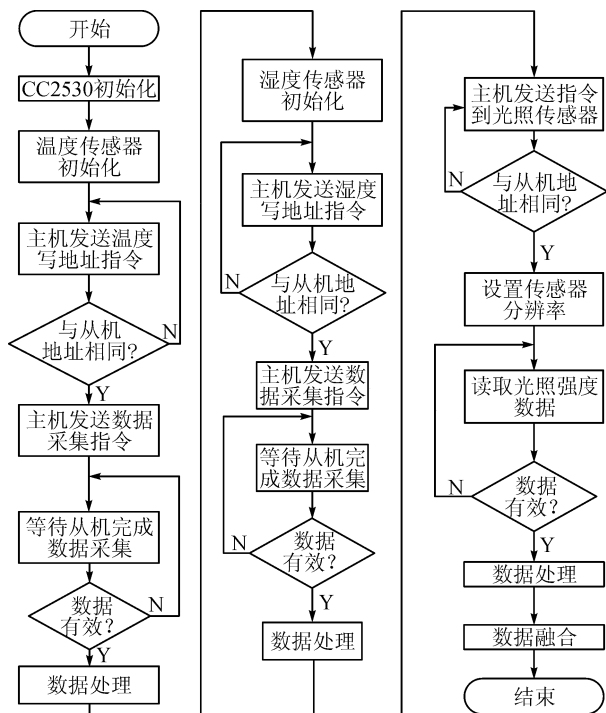 开始
CC2530初始化
温度传感器
初始化
主机发送温度
写地址指令
与从机
地址相同?
N
Y
主机发送数据
采集指令
等待从机完成
数据采集
数据
有效?
N
Y
数据处理
湿度传感器
初始化
主机发送湿度
写地址指令
与从机地
址相同?
N
Y
主机发送数
据采集指令
等待从机完
成数据采集
数据
有效?
N
Y
数据处理
主机发送指令
到光照传感器
与从机地
址相同?
N
Y
设置传感器
分辨率
读取光照强度
数据
数据
有效?
N
Y
数据处理
数据融合
结束